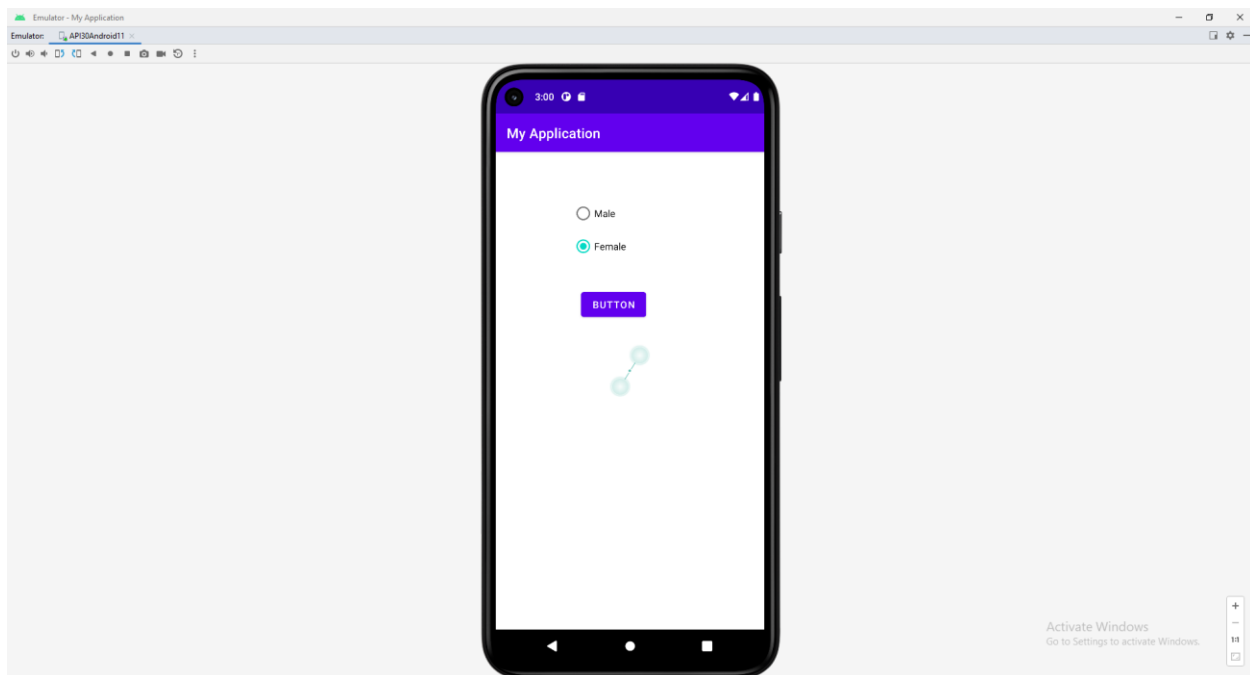 Emulator - My Application
Emulator: API30Android11
3:00
My Application
Male
Female
BUTTON
Activate Windows
Go to Settings to activate Windows.
1:1